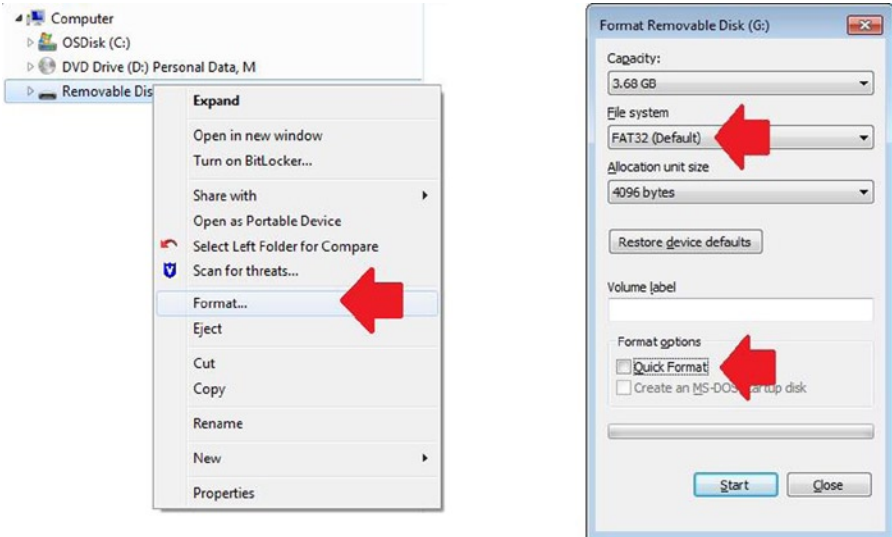 Computer
OSDisk (C:)
DVD Drive (D:) Personal Data, M
Removable Dis
Expand
Open in new window
Turn on BitLocker...
Share with
Open as Portable Device
Select Left Folder for Compare
Scan for threats...
Format...
Eject
Cut
Copy
Rename
New
Properties
Format Removable Disk (G:)
Capacity:
3.68 GB
File system
FAT32 (Default)
Allocation unit size
4096 bytes
Restore device defaults
Volume label
Format options
Quick Format
Create an MS-DOS startup disk
Start
Close